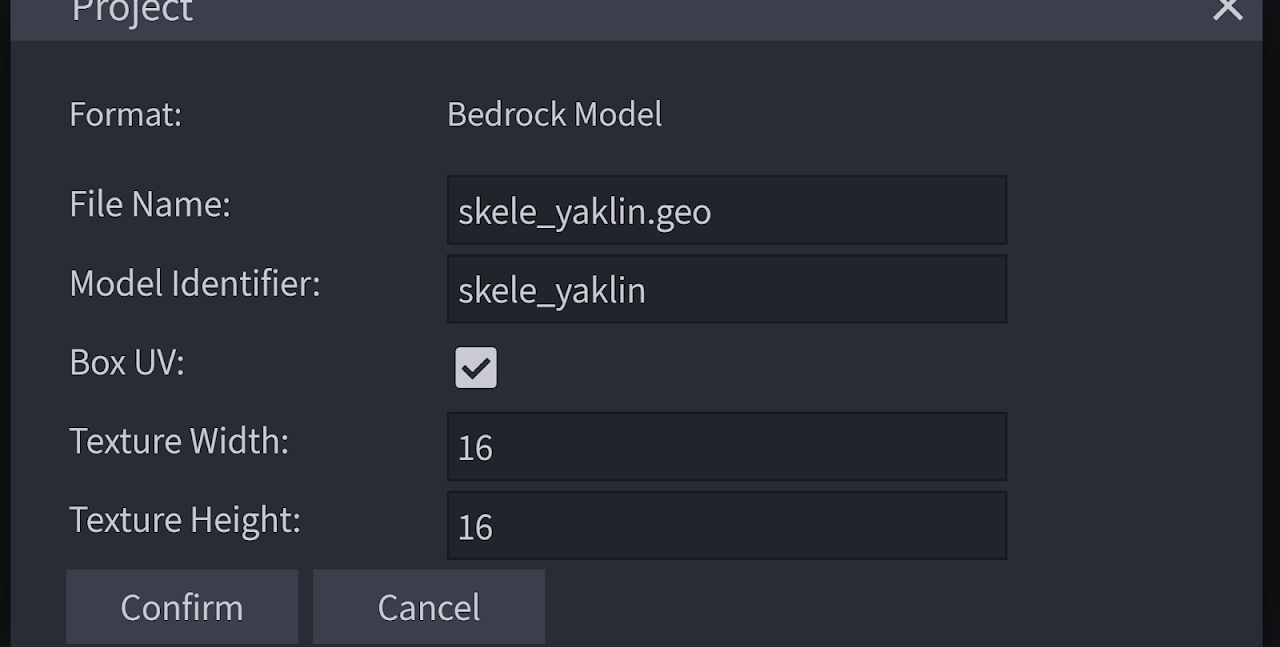 Project
Format: Bedrock Model
File Name: skele_yaklin.geo
Model Identifier: skele_yaklin
Box UV:
Texture Width: 16
Texture Height: 16
Confirm Cancel